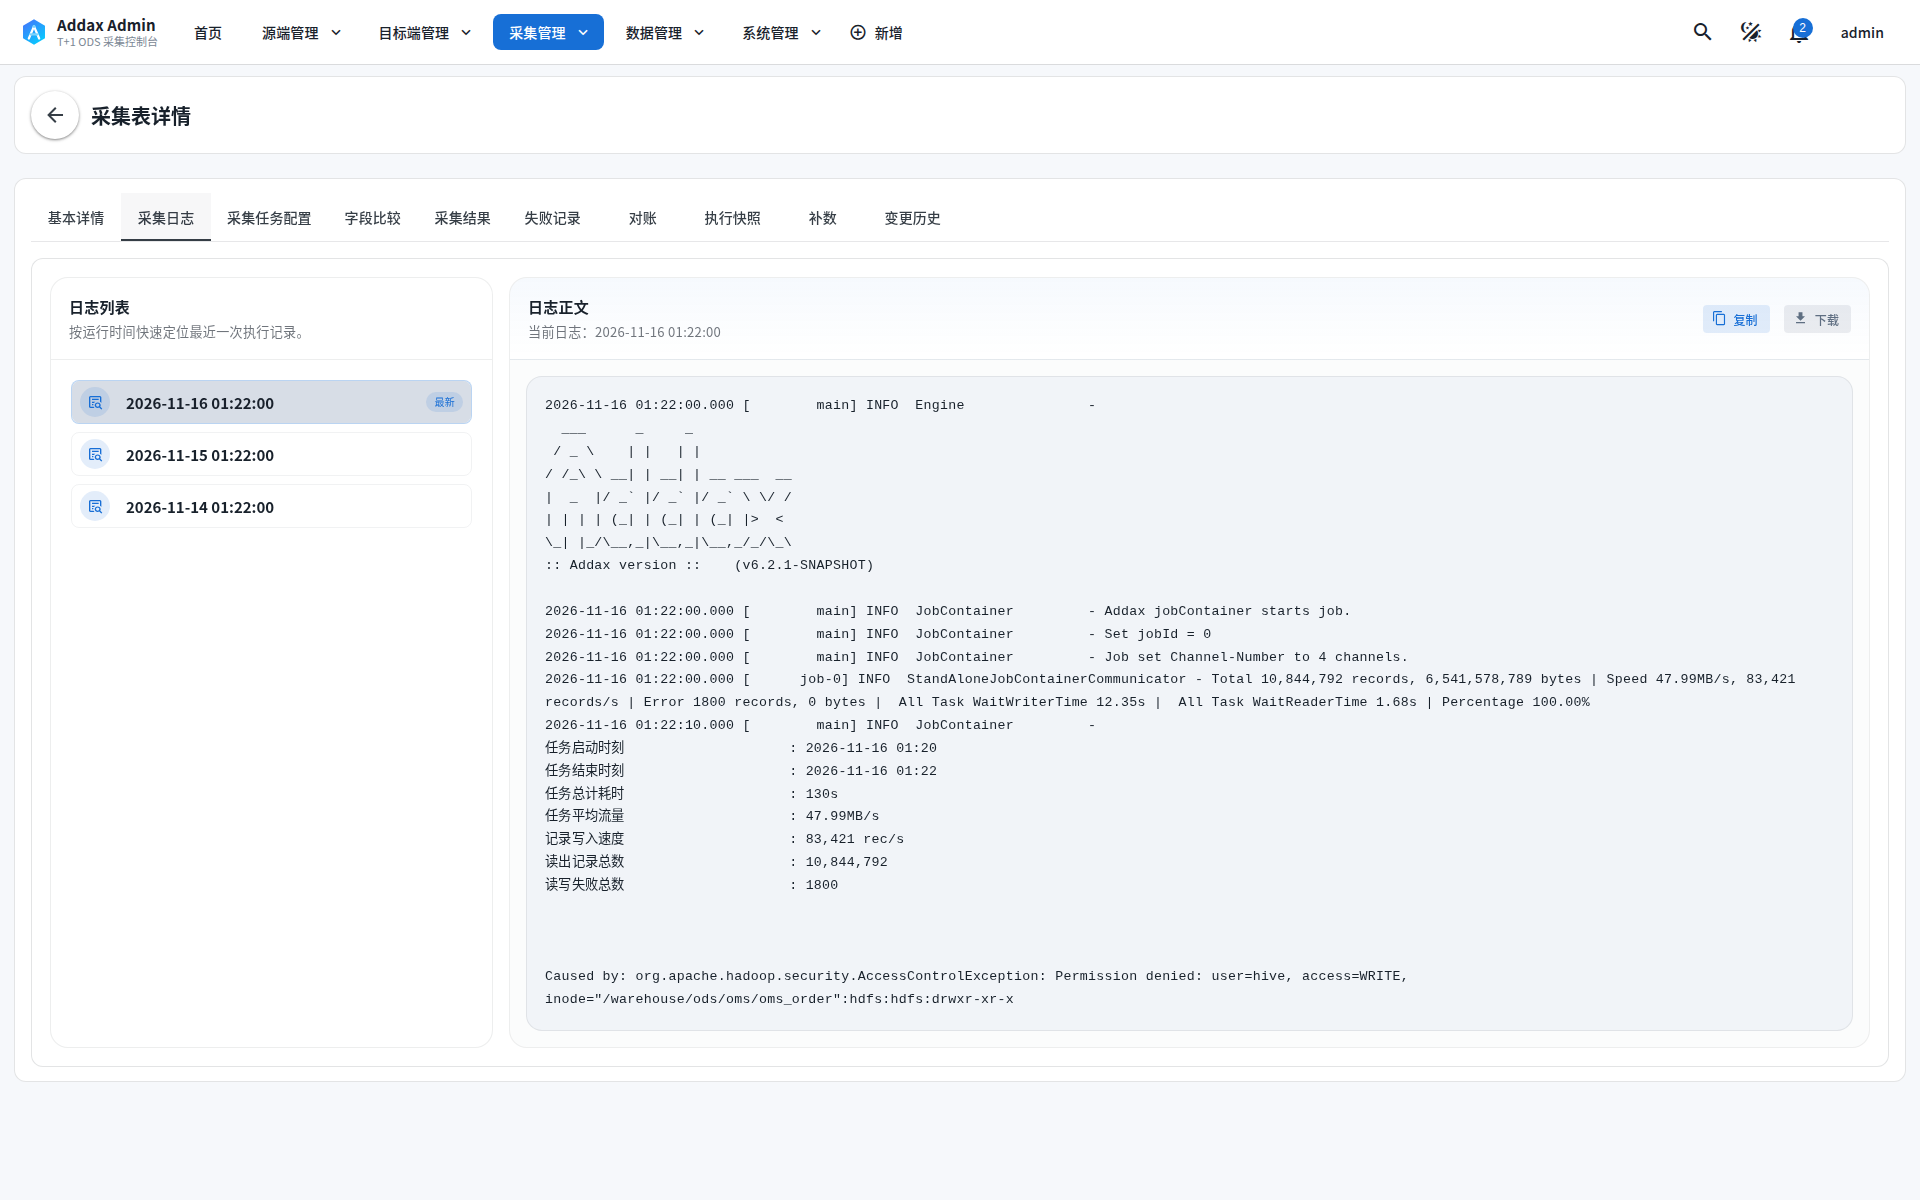 Addax Admin
T+1 ODS 采集控制台
首页
源端管理
目标端管理
采集管理
数据管理
系统管理
新增
2
admin
采集表详情
基本详情
采集日志
采集任务配置
字段比较
采集结果
失败记录
对账
执行快照
补数
变更历史
日志列表
按运行时间快速定位最近一次执行记录。
2026-11-16 01:22:00
最新
2026-11-15 01:22:00
2026-11-14 01:22:00
日志正文
当前日志：2026-11-16 01:22:00
复制
下载
2026-11-16 01:22:00.000 [        main] INFO  Engine               -
  ___      _     _
 / _ \    | |   | |
/ /_\ \ __| | __| | __ ___  __
|  _  |/ _` |/ _` |/ _` \ \/ /
| | | | (_| | (_| | (_| |>  <
\_| |_/\__,_|\__,_|\__,_/_/\_\
:: Addax version ::    (v6.2.1-SNAPSHOT)
2026-11-16 01:22:00.000 [        main] INFO  JobContainer         - Addax jobContainer starts job.
2026-11-16 01:22:00.000 [        main] INFO  JobContainer         - Set jobId = 0
2026-11-16 01:22:00.000 [        main] INFO  JobContainer         - Job set Channel-Number to 4 channels.
2026-11-16 01:22:00.000 [      job-0] INFO  StandAloneJobContainerCommunicator - Total 10,844,792 records, 6,541,578,789 bytes | Speed 47.99MB/s, 83,421
records/s | Error 1800 records, 0 bytes |  All Task WaitWriterTime 12.35s |  All Task WaitReaderTime 1.68s | Percentage 100.00%
2026-11-16 01:22:10.000 [        main] INFO  JobContainer         -
任务启动时刻                    : 2026-11-16 01:20
任务结束时刻                    : 2026-11-16 01:22
任务总计耗时                    : 130s
任务平均流量                    : 47.99MB/s
记录写入速度                    : 83,421 rec/s
读出记录总数                    : 10,844,792
读写失败总数                    : 1800
Caused by: org.apache.hadoop.security.AccessControlException: Permission denied: user=hive, access=WRITE,
inode="/warehouse/ods/oms/oms_order":hdfs:hdfs:drwxr-xr-x